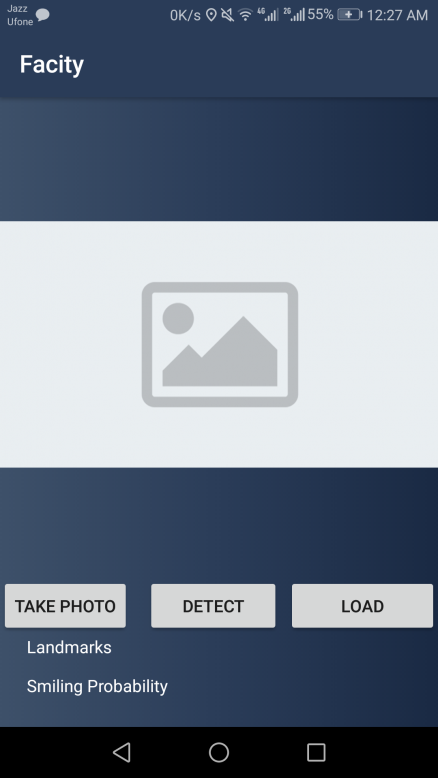 Jazz
Ufone
0K/s 4G 2G 55% 12:27 AM
Facity
TAKE PHOTO DETECT LOAD
Landmarks
Smiling Probability